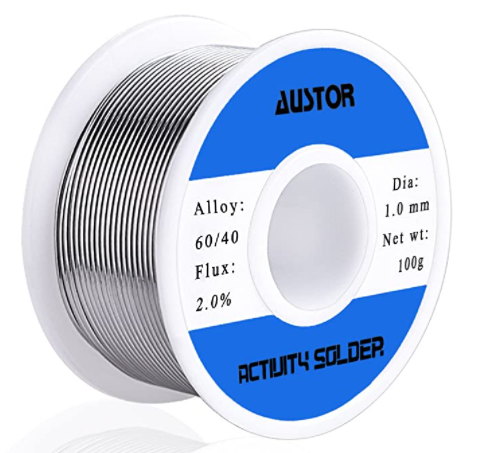 AUSTOR
Alloy:
60/40
Flux:
2.0%
Dia:
1.0 mm
Net wt:
100g
ACTIVITY SOLDER.